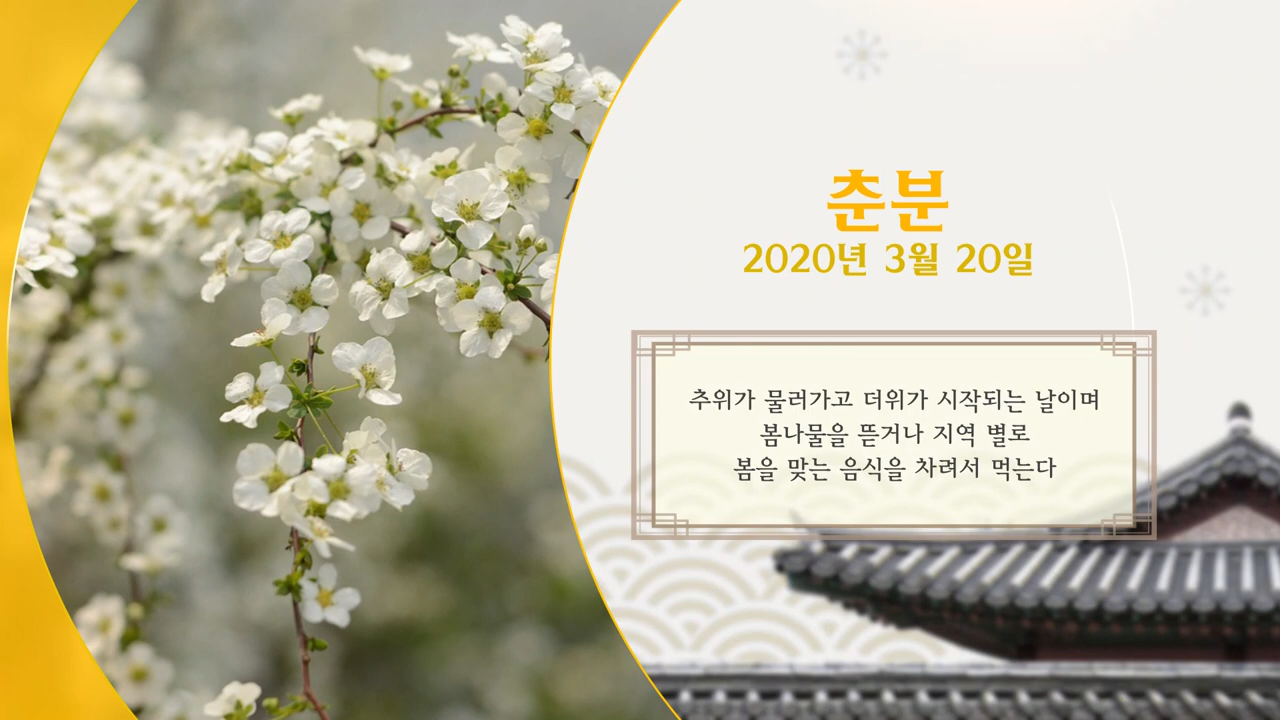 춘분
2020년 3월 20일
추위가 물러가고 더위가 시작되는 날이며
봄나물을 뜯거나 지역 별로
봄을 맞는 음식을 차려서 먹는다